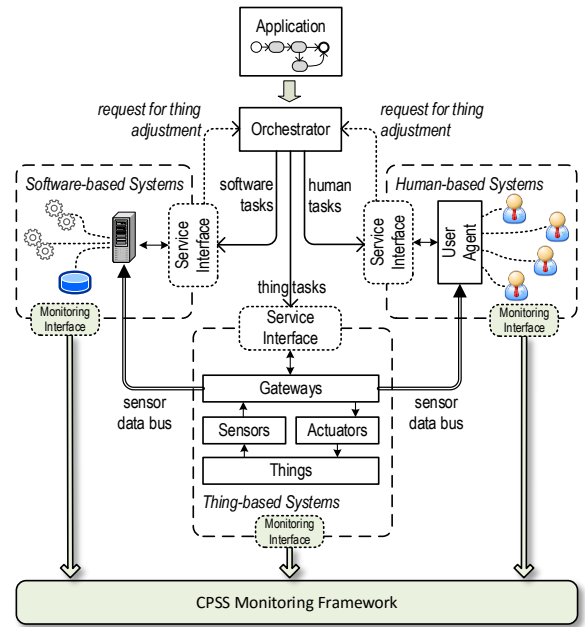 Application
request for thing
adjustment
request for thing
adjustment
Orchestrator
Software-based Systems
software
tasks
human
tasks
Human-based Systems
Service
Interface
Service
Interface
User
Agent
thing tasks
Monitoring
Interface
Service
Interface
Monitoring
Interface
sensor
data bus
Gateways
sensor
data bus
Sensors
Actuators
Things
Thing-based Systems
Monitoring
Interface
CPSS Monitoring Framework